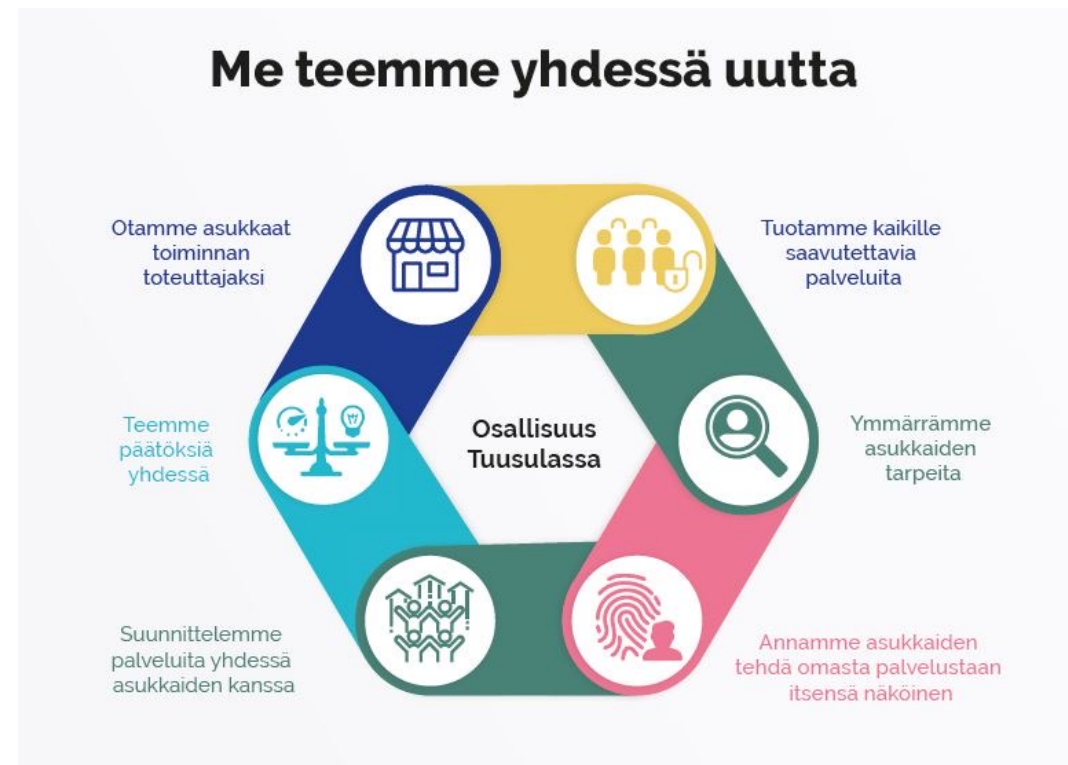 Me teemme yhdessä uutta
Otamme asukkaat
toiminnan
toteuttajaksi
Tuotamme kaikille
saavutettavia
palveluita
Teemme
päätöksiä
yhdessä
Osallisuus
Tuusulassa
Ymmärrämme
asukkaiden
tarpeita
Suunnittelemme
palveluita yhdessä
asukkaiden kanssa
Annamme asukkaiden
tehdä omasta palvelustaan
itsensä näköinen